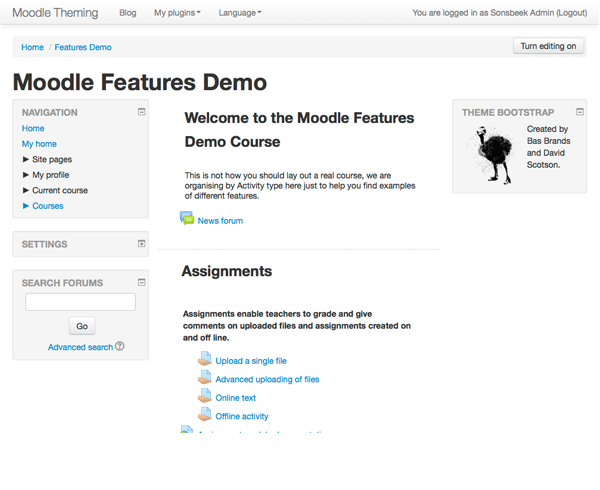 Moodle Theming Blog My plugins Language You are logged in as Sonsbeek Admin (Logout)
Home / Features Demo Turn editing on
Moodle Features Demo
NAVIGATION
Home
My home
Site pages
My profile
Current course
Courses
SETTINGS
SEARCH FORUMS
Go
Advanced search
Welcome to the Moodle Features
Demo Course
This is not how you should lay out a real course, we are
organising by Activity type here just to help you find examples
of different features.
News forum
Assignments
Assignments enable teachers to grade and give
comments on uploaded files and assignments created on
and off line.
Upload a single file
Advanced uploading of files
Online text
Offline activity
THEME BOOTSTRAP
Created by
Bas Brands
and David
Scotson.